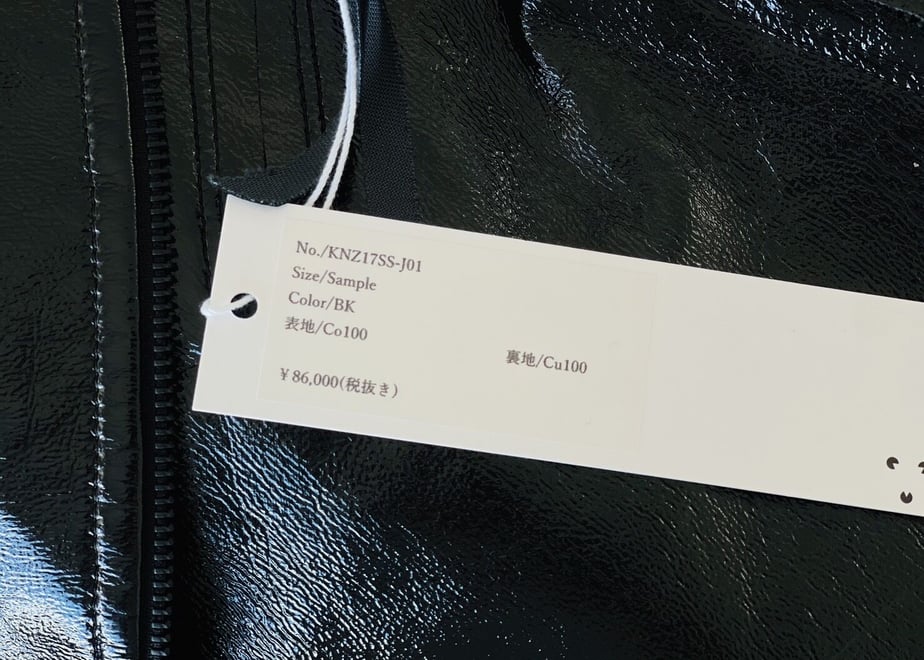 No./KNZ17SS-J01
Size/Sample
Color/BK
表地/Co100
裏地/Cu100
¥86,000(税抜き)